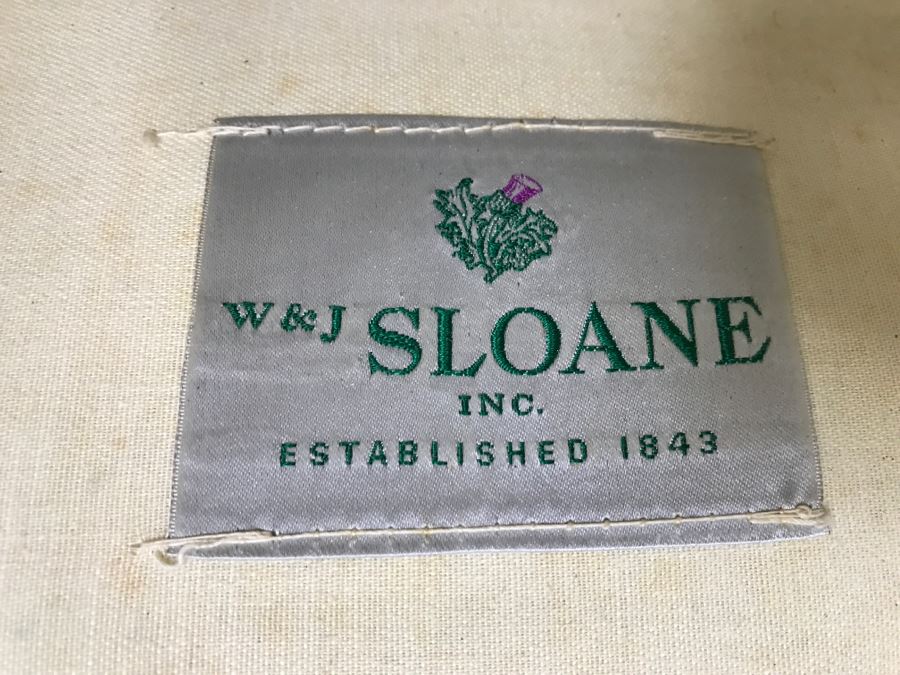 W & J SLOANE
INC.
ESTABLISHED 1843